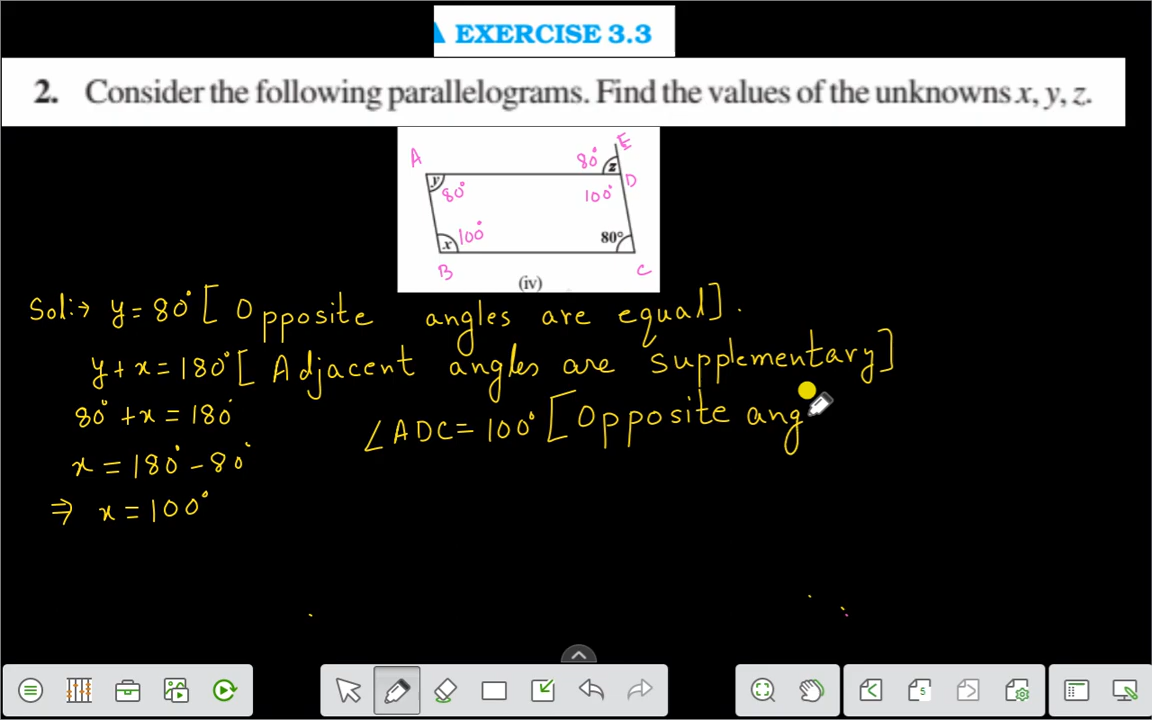 EXERCISE 3.3
2. Consider the following parallelograms. Find the values of the unknowns x, y, z.
E
A 80° z
y D
80° 100°
x 100° 80°
B C
(iv)
Sol:→ y = 80° [Opposite angles are equal].
y + x = 180° [Adjacent angles are supplementary]
80° + x = 180°
∠ADC = 100° [Opposite ang
x = 180° - 80°
⇒ x = 100°
5